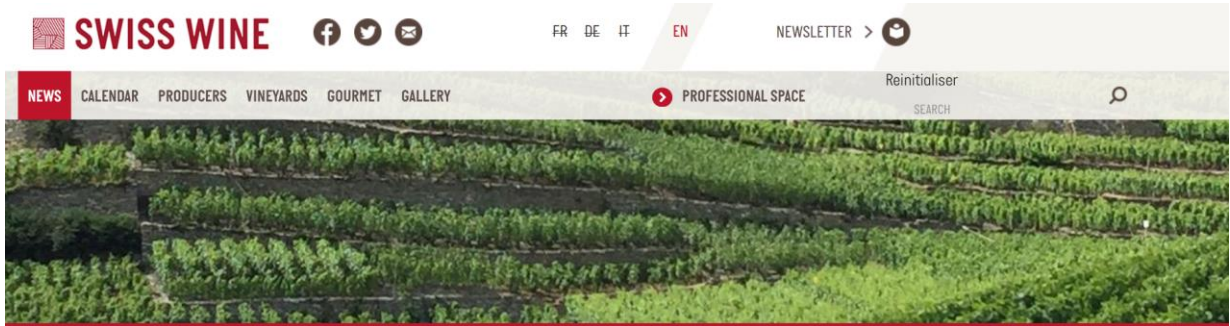 SWISS WINE
FR DE IT EN
NEWSLETTER >
NEWS CALENDAR PRODUCERS VINEYARDS GOURMET GALLERY
PROFESSIONAL SPACE
Reinitialiser
SEARCH